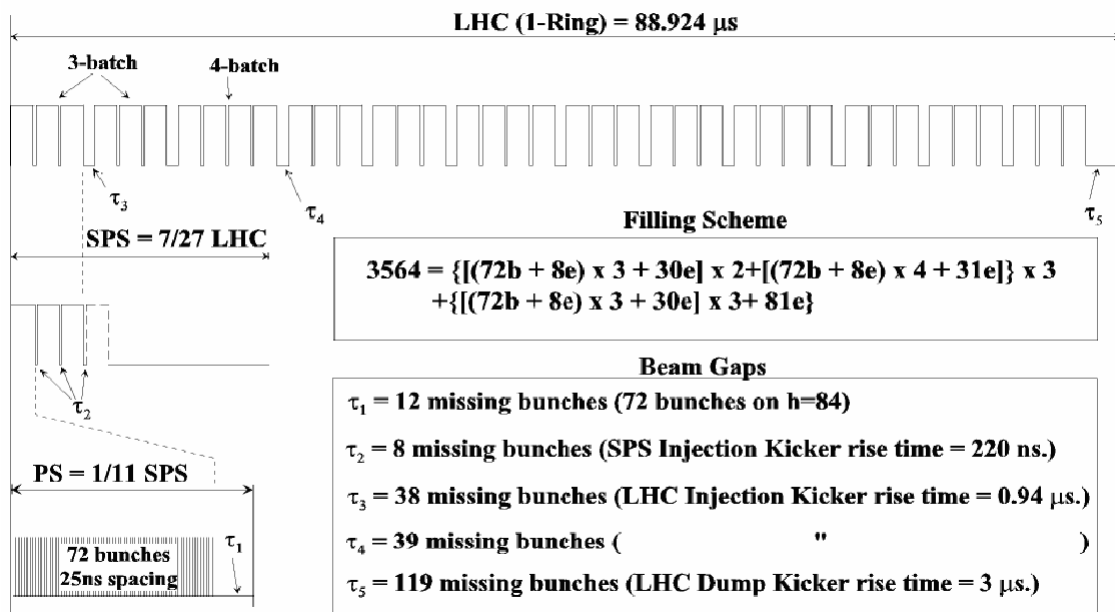 LHC (1-Ring) = 88.924 μs
3-batch
4-batch
τ3
τ4
τ5
SPS = 7/27 LHC
Filling Scheme
3564 = {[(72b + 8e) x 3 + 30e] x 2+[(72b + 8e) x 4 + 31e]} x 3
+{[(72b + 8e) x 3 + 30e] x 3+ 81e}
τ2
Beam Gaps
τ1 = 12 missing bunches (72 bunches on h=84)
τ2 = 8 missing bunches (SPS Injection Kicker rise time = 220 ns.)
τ3 = 38 missing bunches (LHC Injection Kicker rise time = 0.94 μs.)
τ4 = 39 missing bunches ( " )
τ5 = 119 missing bunches (LHC Dump Kicker rise time = 3 μs.)
PS = 1/11 SPS
τ1
72 bunches
25ns spacing